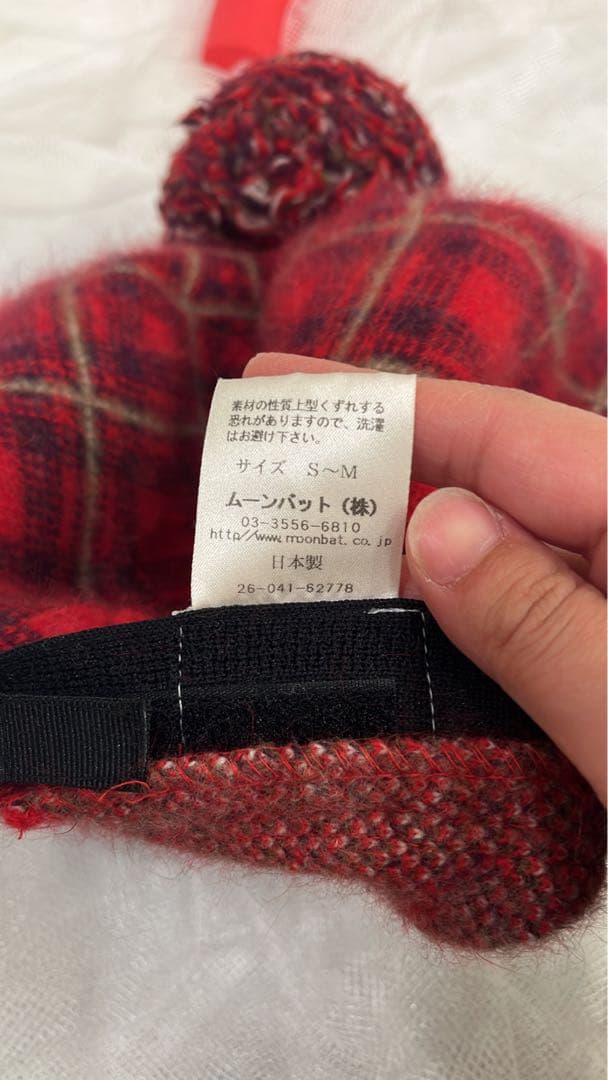 素材の性質上型くずれする
恐れがありますので、洗濯
はお避け下さい。
サイズ S〜M
ムーンバット（株）
03-3556-6810
http://www.moonbat.co.jp
日本製
26-041-62778